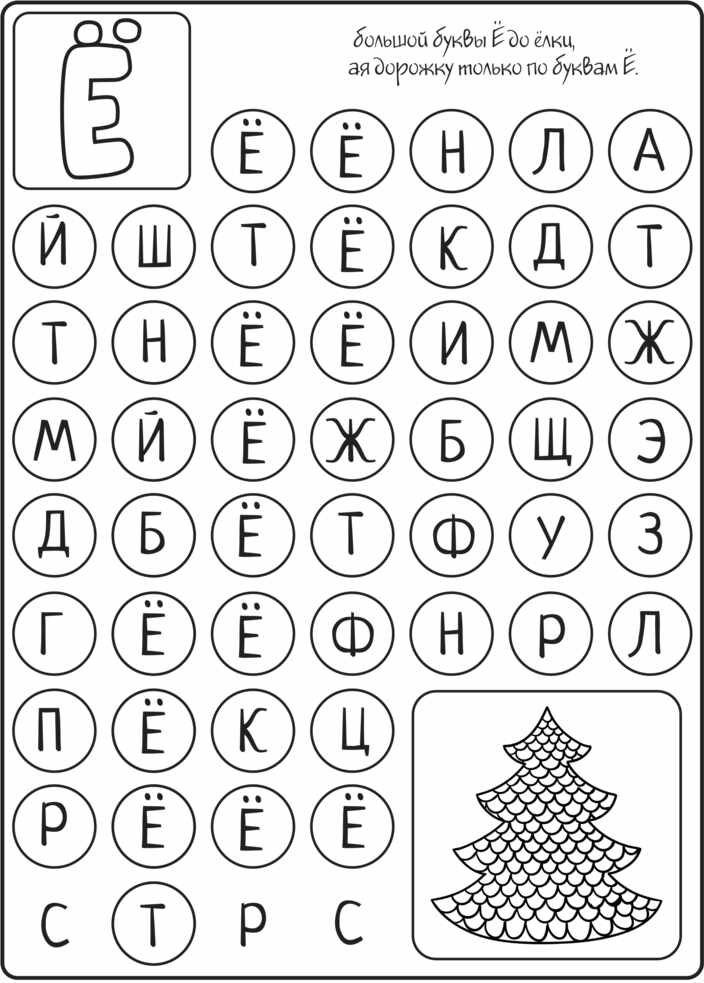 Ё
большой буквы Ё до ёлки,
ая дорожку только по буквам Ё.
Ё Ё Н Л А
Й Ш Т Ё К Д Т
Т Н Ё Ё И М Ж
М Й Ё Ж Б Щ Э
Д Б Ё Т Ф У З
Г Ё Ё Ф Н Р Л
П Ё К Ц
Р Ё Ё Ё
С Т Р С